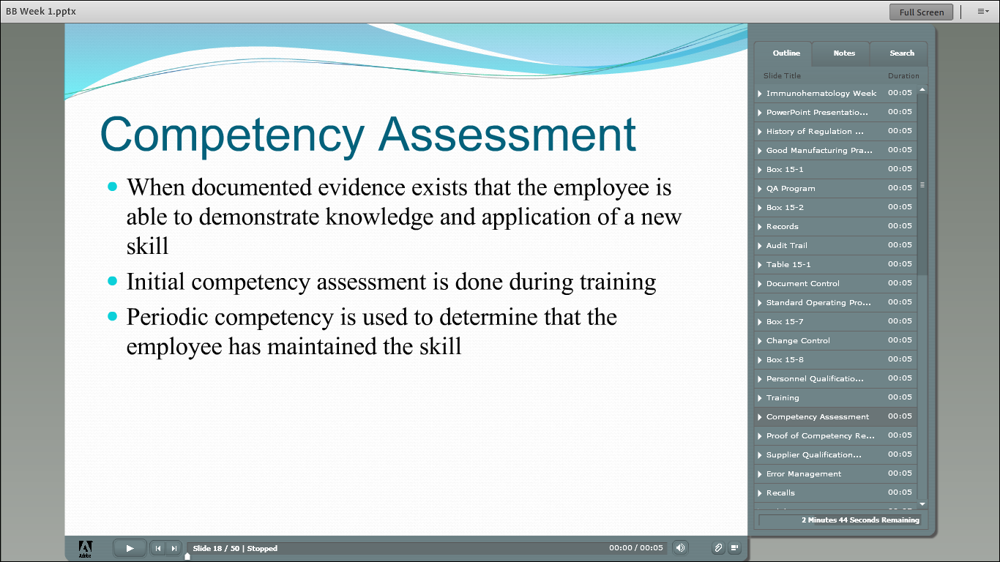 BB Week 1.pptx
Full Screen
Competency Assessment
When documented evidence exists that the employee is
able to demonstrate knowledge and application of a new
skill
Initial competency assessment is done during training
Periodic competency is used to determine that the
employee has maintained the skill
Outline Notes Search
Slide Title Duration
Immunohematology Week 00:05
PowerPoint Presentatio... 00:05
History of Regulation ... 00:05
Good Manufacturing Pra... 00:05
Box 15-1 00:05
QA Program 00:05
Box 15-2 00:05
Records 00:05
Audit Trail 00:05
Table 15-1 00:05
Document Control 00:05
Standard Operating Pro... 00:05
Box 15-7 00:05
Change Control 00:05
Box 15-8 00:05
Personnel Qualificatio... 00:05
Training 00:05
Competency Assessment 00:05
Proof of Competency Re... 00:05
Supplier Qualification... 00:05
Error Management 00:05
Recalls 00:05
2 Minutes 44 Seconds Remaining
Adobe
Slide 18 / 50 | Stopped 00:00 / 00:05